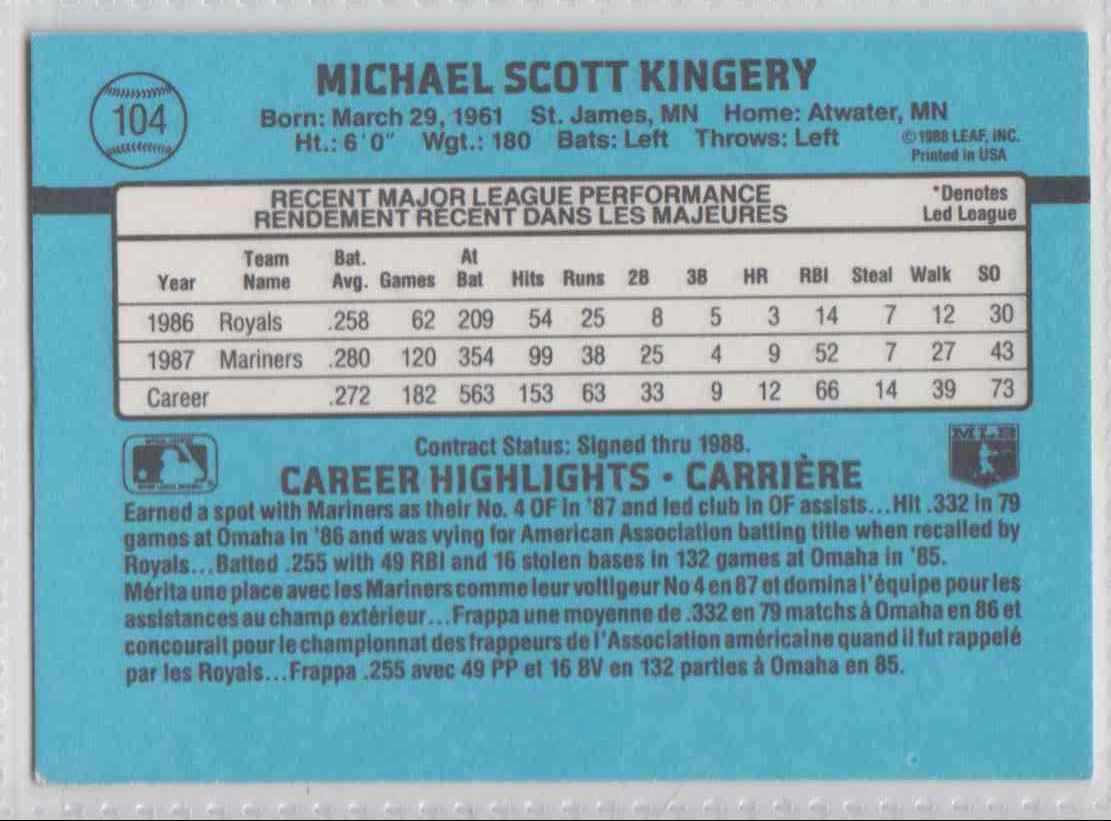 MICHAEL SCOTT KINGERY
104
Born: March 29, 1961 St. James, MN Home: Atwater, MN
Ht.: 6'0" Wgt.: 180 Bats: Left Throws: Left
©1988 LEAF, INC.
Printed in USA
RECENT MAJOR LEAGUE PERFORMANCE
RENDEMENT RÉCENT DANS LES MAJEURES
*Denotes
Led League
Year Team Name Bat. Avg. Games At Bat Hits Runs 2B 3B HR RBI Steal Walk SO
1986 Royals .258 62 209 54 25 8 5 3 14 7 12 30
1987 Mariners .280 120 354 99 38 25 4 9 52 7 27 43
Career .272 182 563 153 63 33 9 12 66 14 39 73
Contract Status: Signed thru 1988.
MLB
CAREER HIGHLIGHTS • CARRIÈRE
Earned a spot with Mariners as their No. 4 OF in '87 and led club in OF assists...Hit .332 in 79
games at Omaha in '86 and was vying for American Association batting title when recalled by
Royals...Batted .255 with 49 RBI and 16 stolen bases in 132 games at Omaha in '85.
Mérita une place avec les Mariners comme leur voltigeur No 4 en 87 et domina l'équipe pour les
assistances au champ extérieur...Frappa une moyenne de .332 en 79 matchs à Omaha en 86 et
concourait pour le championnat des frappeurs de l'Association américaine quand il fut rappelé
par les Royals...Frappa .255 avec 49 PP et 16 BV en 132 parties à Omaha en 85.